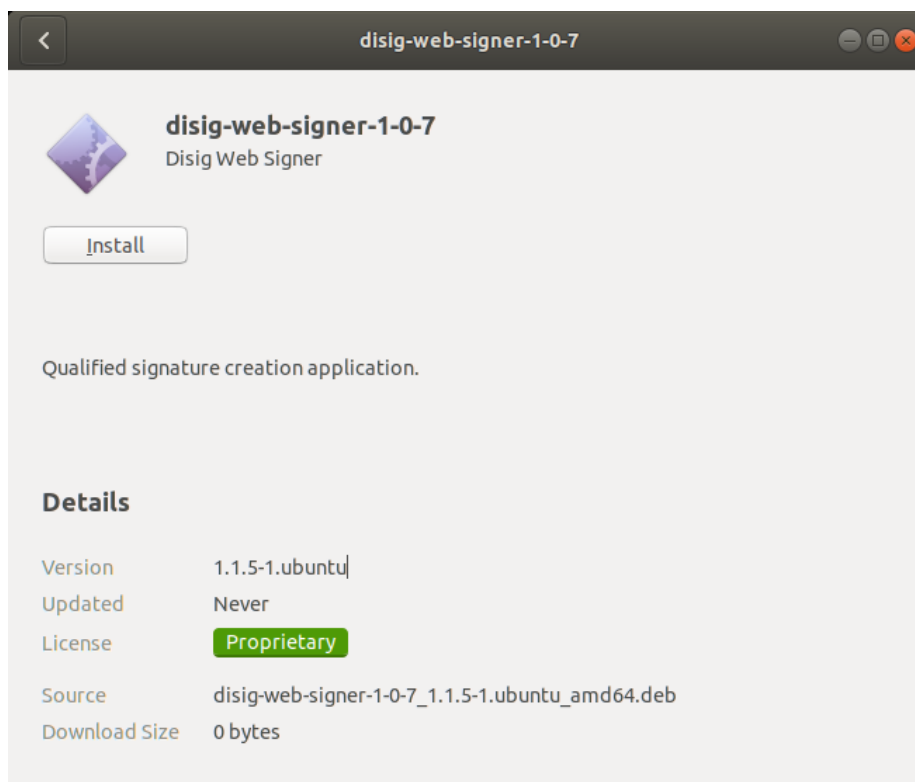 disig-web-signer-1-0-7
disig-web-signer-1-0-7
Disig Web Signer
Install
Qualified signature creation application.
Details
Version 1.1.5-1.ubuntu
Updated Never
License Proprietary
Source disig-web-signer-1-0-7_1.1.5-1.ubuntu_amd64.deb
Download Size 0 bytes